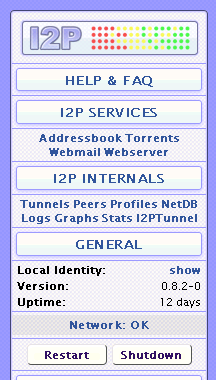 I2P
HELP & FAQ
I2P SERVICES
Addressbook Torrents
Webmail Webserver
I2P INTERNALS
Tunnels Peers Profiles NetDB
Logs Graphs Stats I2PTunnel
GENERAL
Local Identity: show
Version: 0.8.2-0
Uptime: 12 days
Network: OK
Restart Shutdown